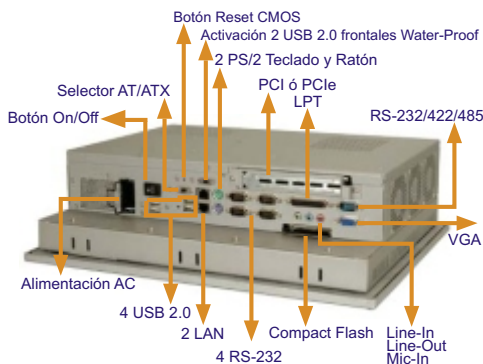 Botón Reset CMOS
Activación 2 USB 2.0 frontales Water-Proof
2 PS/2 Teclado y Ratón
Selector AT/ATX
PCI ó PCIe
LPT
Botón On/Off
RS-232/422/485
VGA
Alimentación AC
4 USB 2.0
2 LAN
4 RS-232
Compact Flash
Line-In
Line-Out
Mic-In